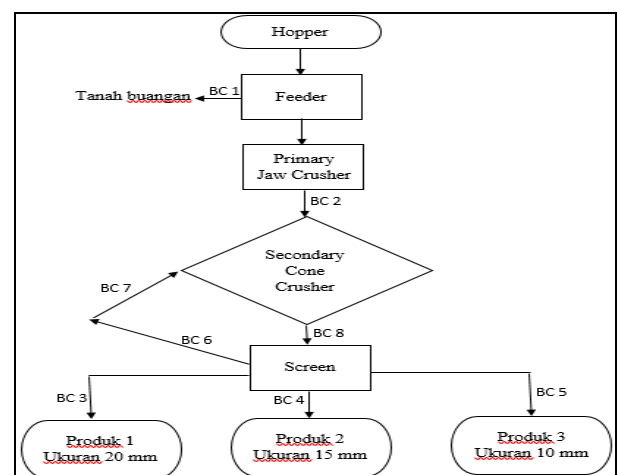 Hopper
Tanah buangan
BC 1
Feeder
Primary
Jaw Crusher
BC 2
Secondary
Cone
Crusher
BC 7
BC 8
BC 6
Screen
BC 3
BC 4
BC 5
Produk 1
Ukuran 20 mm
Produk 2
Ukuran 15 mm
Produk 3
Ukuran 10 mm